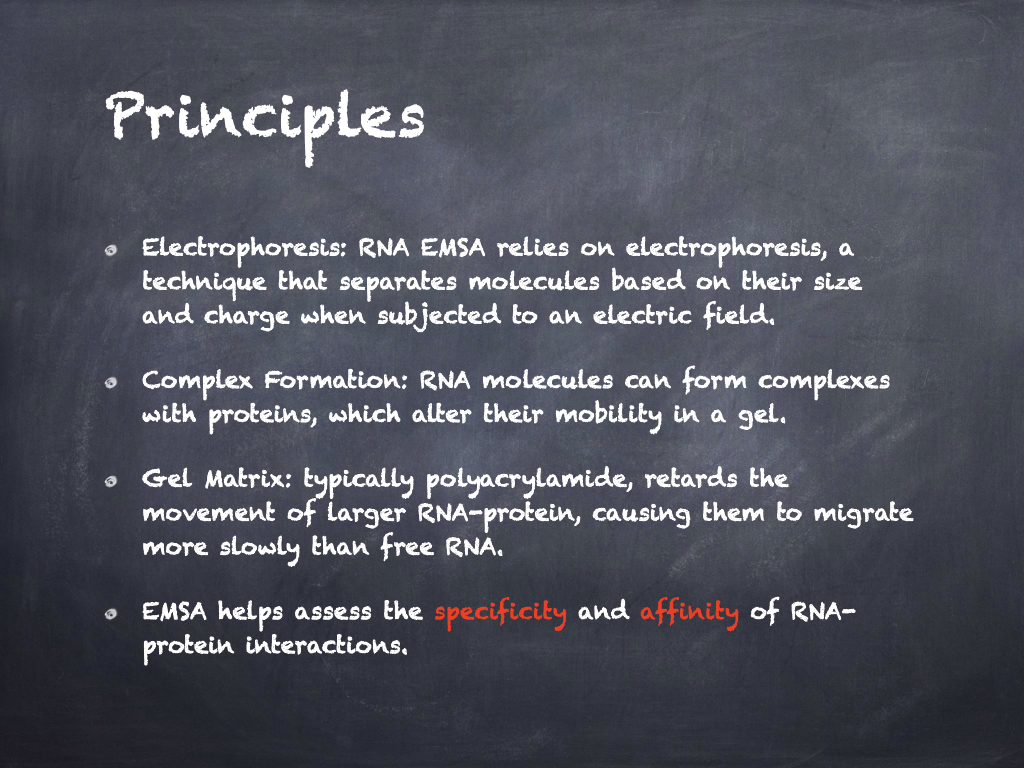 Principles
Electrophoresis: RNA EMSA relies on electrophoresis, a
technique that separates molecules based on their size
and charge when subjected to an electric field.
Complex Formation: RNA molecules can form complexes
with proteins, which alter their mobility in a gel.
Gel Matrix: typically polyacrylamide, retards the
movement of larger RNA-protein, causing them to migrate
more slowly than free RNA.
EMSA helps assess the specificity and affinity of RNA-
protein interactions.